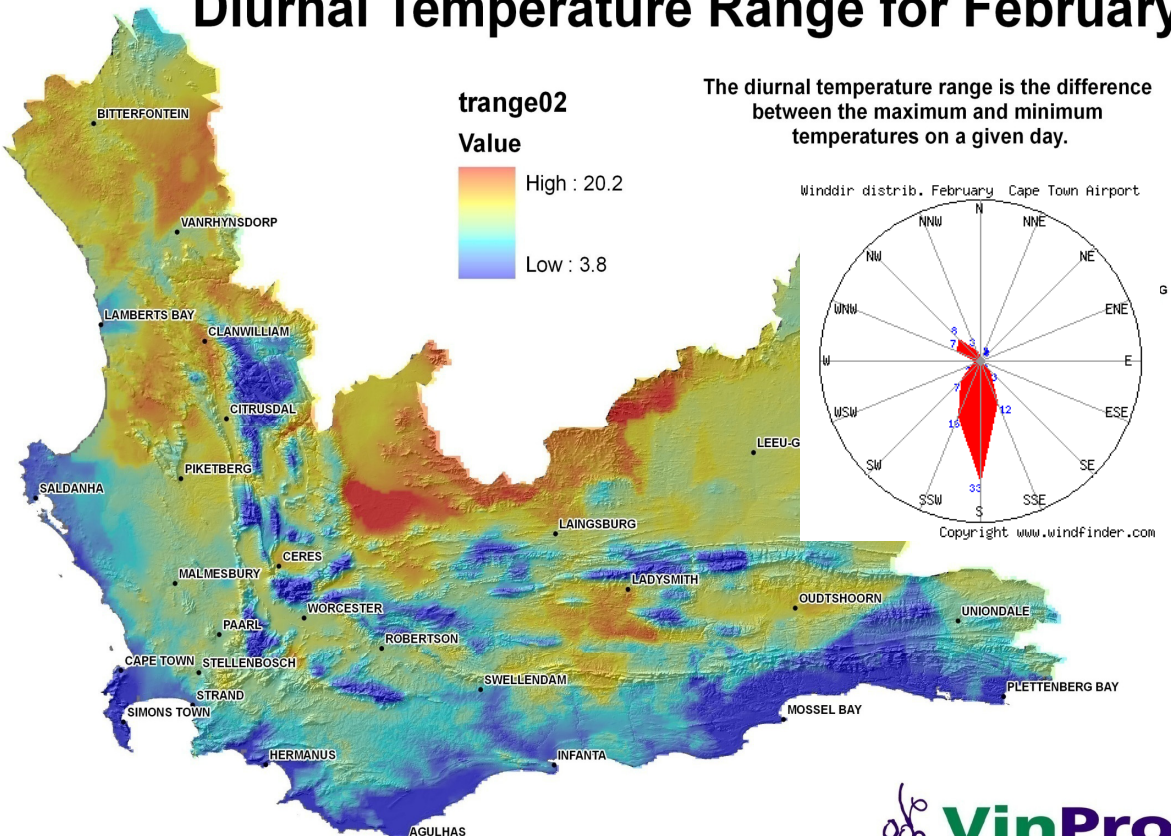 Diurnal Temperature Range for February
The diurnal temperature range is the difference
between the maximum and minimum
temperatures on a given day.
trange02
Value
High : 20.2
Low : 3.8
Winddir distrib. February Cape Town Airport
N
NNW
NNE
NW
NE
WNW
ENE
W
E
WSW
ESE
SW
SE
SSW
SSE
S
8
7
3
3
7
12
16
33
Copyright www.windfinder.com
G
BITTERFONTEIN
VANRHYNSDORP
LAMBERTS BAY
CLANWILLIAM
CITRUSDAL
LEEU-G
PIKETBERG
SALDANHA
LAINGSBURG
CERES
MALMESBURY
LADYSMITH
OUDTSHOORN
WORCESTER
UNIONDALE
PAARL
ROBERTSON
CAPE TOWN
STELLENBOSCH
SWELLENDAM
PLETTENBERG BAY
STRAND
SIMONS TOWN
MOSSEL BAY
HERMANUS
INFANTA
AGULHAS
VinPro